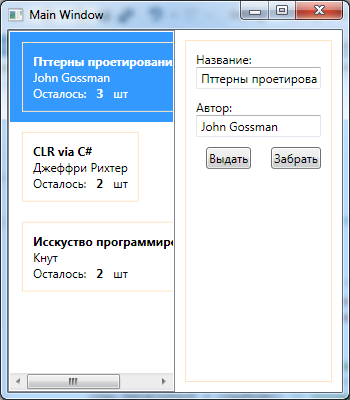 Main Window
Пттерны проетировани
John Gossman
Осталось: 3 шт
CLR via C#
Джеффри Рихтер
Осталось: 2 шт
Исскуство программиро
Кнут
Осталось: 2 шт
Название:
Пттерны проетирова
Автор:
John Gossman
Выдать
Забрать